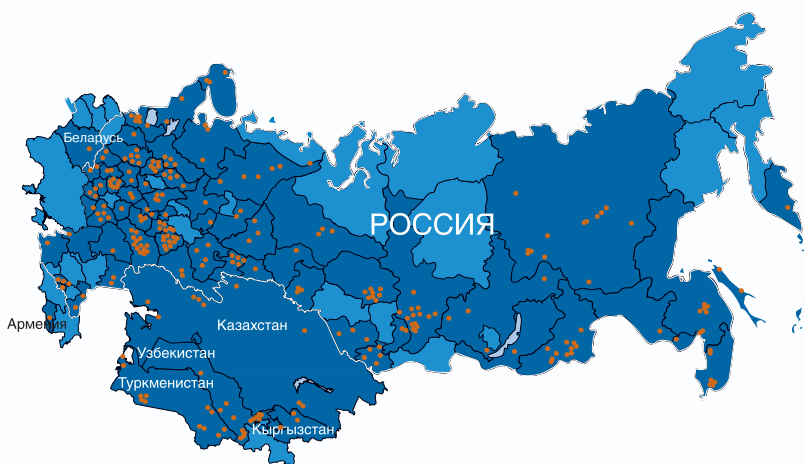 Беларусь
РОССИЯ
Армения
Казахстан
Узбекистан
Туркменистан
Кыргызстан